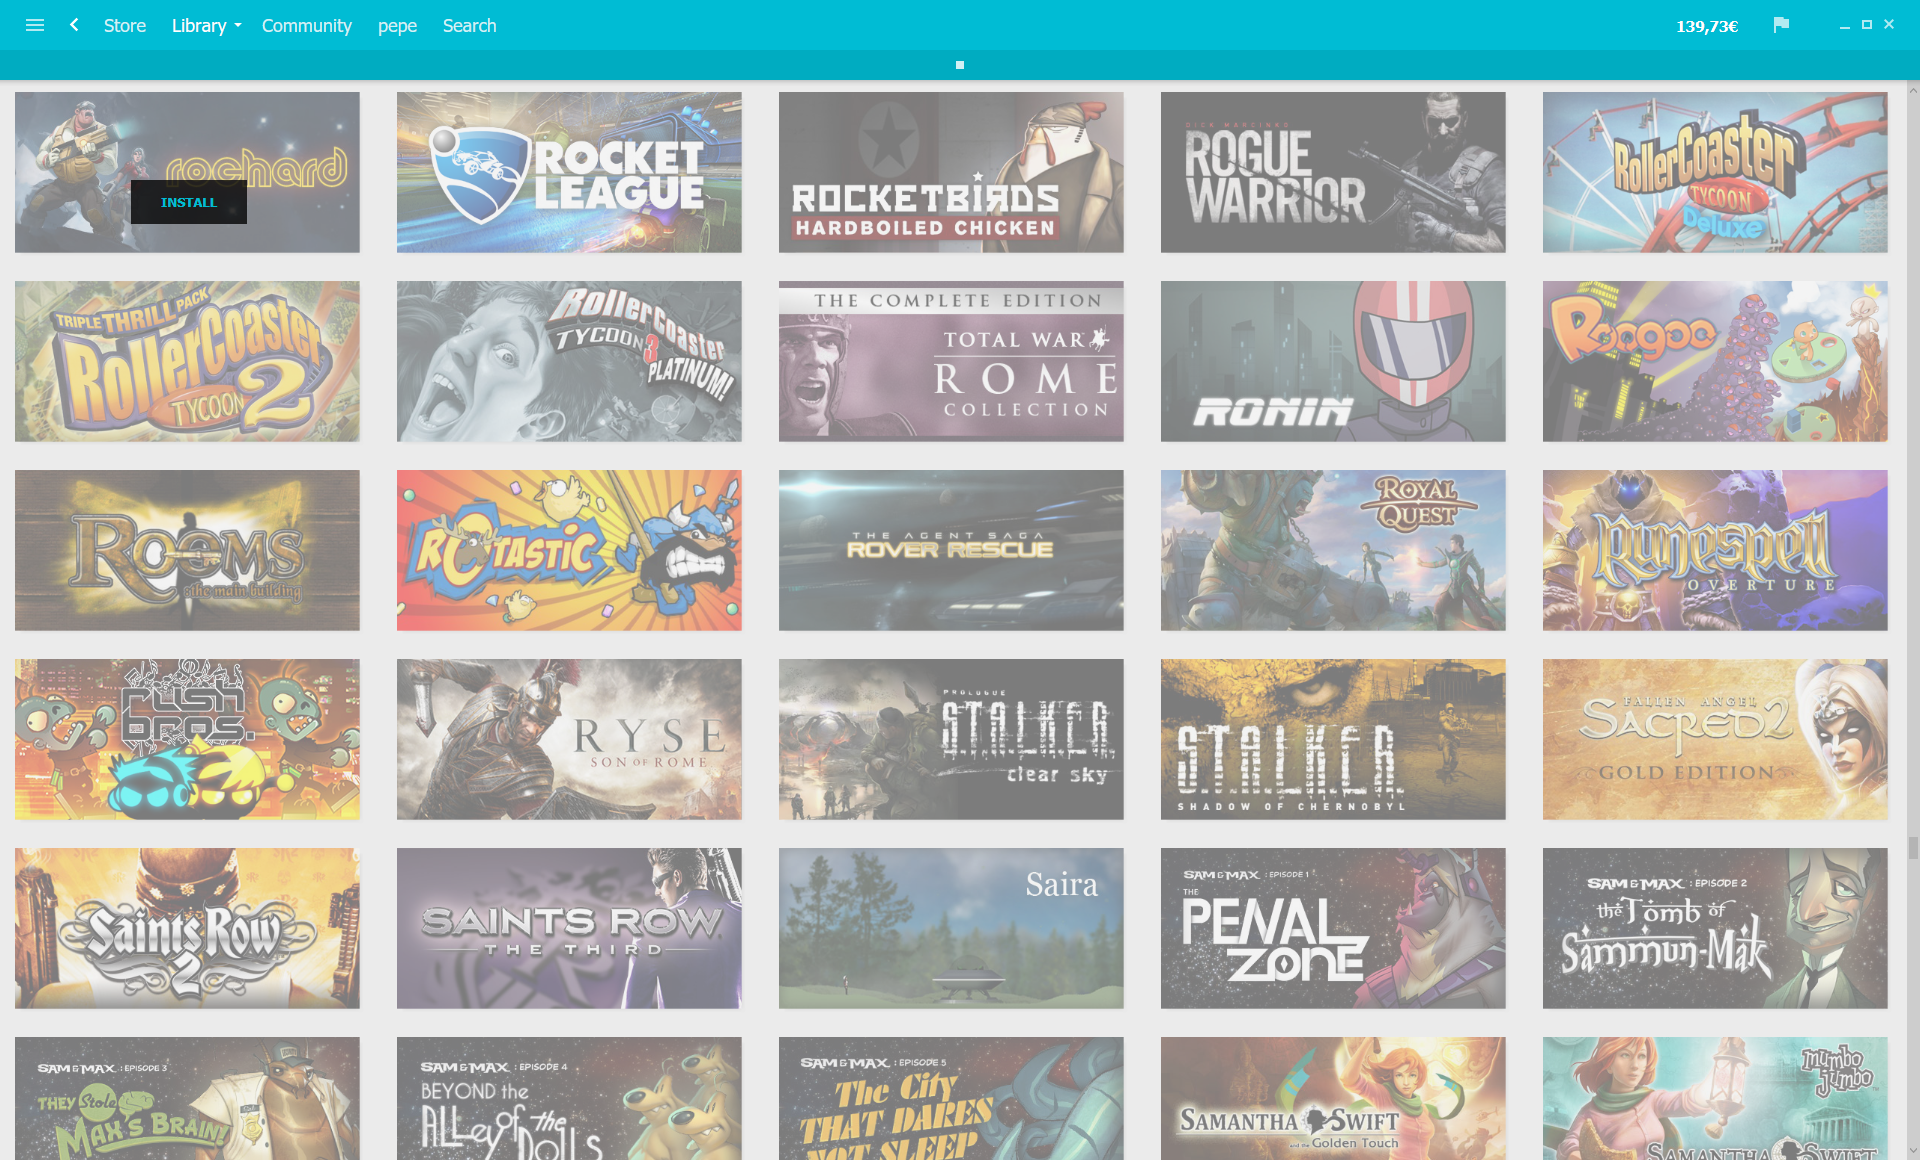 Store Library Community pepe Search 139,73€
rochard
INSTALL
ROCKET
LEAGUE
ROCKETBIRDS
HARDBOILED CHICKEN
DICK MARCINKO
ROGUE
WARRIOR
RollerCoaster
TYCOON
Deluxe
TRIPLE THRILL PACK
RollerCoaster
TYCOON 2
RollerCoaster
TYCOON 3
PLATINUM!
THE COMPLETE EDITION
TOTAL WAR
ROME
COLLECTION
RONIN
Roogoo
ROOMS
the main building
ROTASTIC
THE AGENT SAGA
ROVER RESCUE
ROYAL
QUEST
Runespell
OVERTURE
rush
bros.
RYSE
SON OF ROME
PROLOGUE
S.T.A.L.K.E.R.
clear sky
S.T.A.L.K.E.R.
SHADOW OF CHERNOBYL
FALLEN ANGEL
SACRED 2
GOLD EDITION
Saints Row
2
SAINTS ROW
THE THIRD
Saira
SAM & MAX : EPISODE 1
THE
PENAL
ZONE
SAM & MAX : EPISODE 2
the Tomb of
Sammun-Mak
SAM & MAX : EPISODE 3
THEY Stole
MAX'S BRAIN!
SAM & MAX : EPISODE 4
BEYOND the
ALLey of the
DOLLS
SAM & MAX : EPISODE 5
The City
THAT DARES
NOT SLEEP
SAMANTHA SWIFT
and the Golden Touch
mumbo
jumbo
SAMANTHA SWIFT